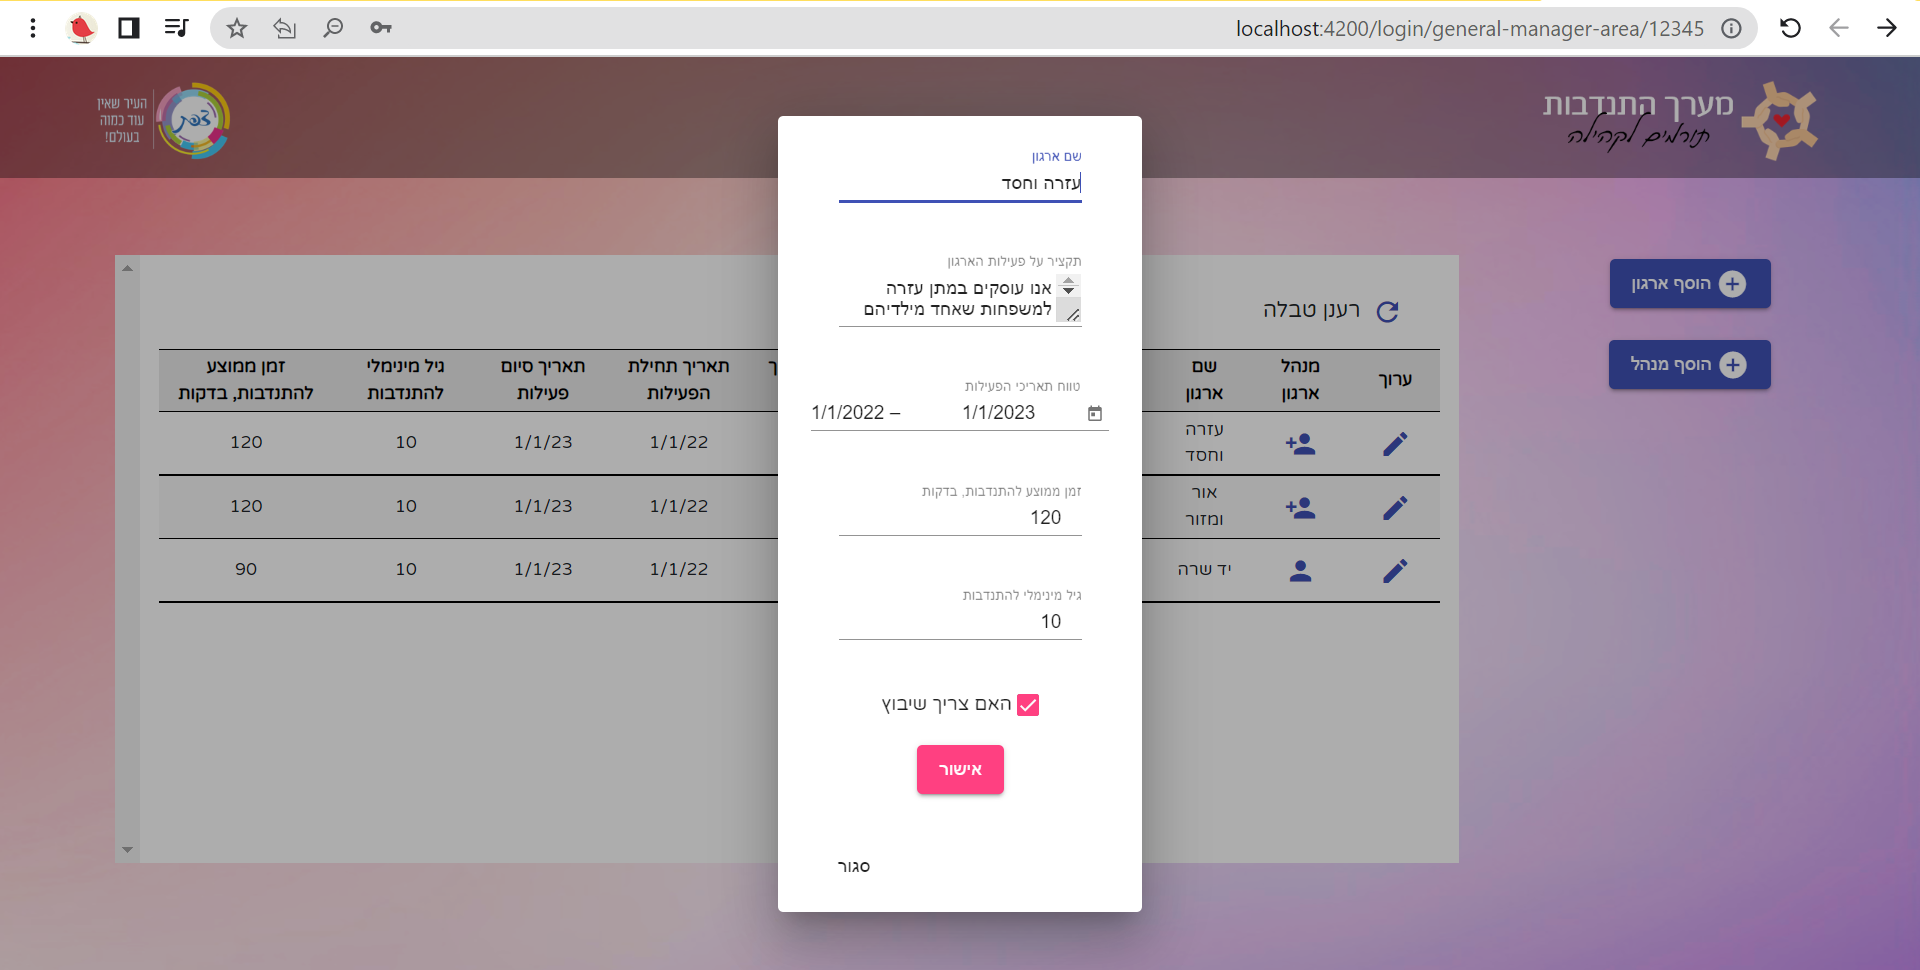 localhost:4200/login/general-manager-area/12345
מערך התנדבות
תורמים לקהילה
העיר שאין
עוד כמוה
בעולם!
צפת
הוסף ארגון
הוסף מנהל
רענן טבלה
ערוך
מנהל
ארגון
שם
ארגון
ך
תאריך תחילת
הפעילות
תאריך סיום
פעילות
גיל מינימלי
להתנדבות
זמן ממוצע
להתנדבות, בדקות
עזרה
וחסד
1/1/22
1/1/23
10
120
אור
ומזור
1/1/22
1/1/23
10
120
יד שרה
1/1/22
1/1/23
10
90
שם ארגון
עזרה וחסד
תקציר על פעילות הארגון
אנו עוסקים במתן עזרה
למשפחות שאחד מילדיהם
טווח תאריכי הפעילות
1/1/2022 – 1/1/2023
זמן ממוצע להתנדבות, בדקות
120
גיל מינימלי להתנדבות
10
האם צריך שיבוץ
אישור
סגור